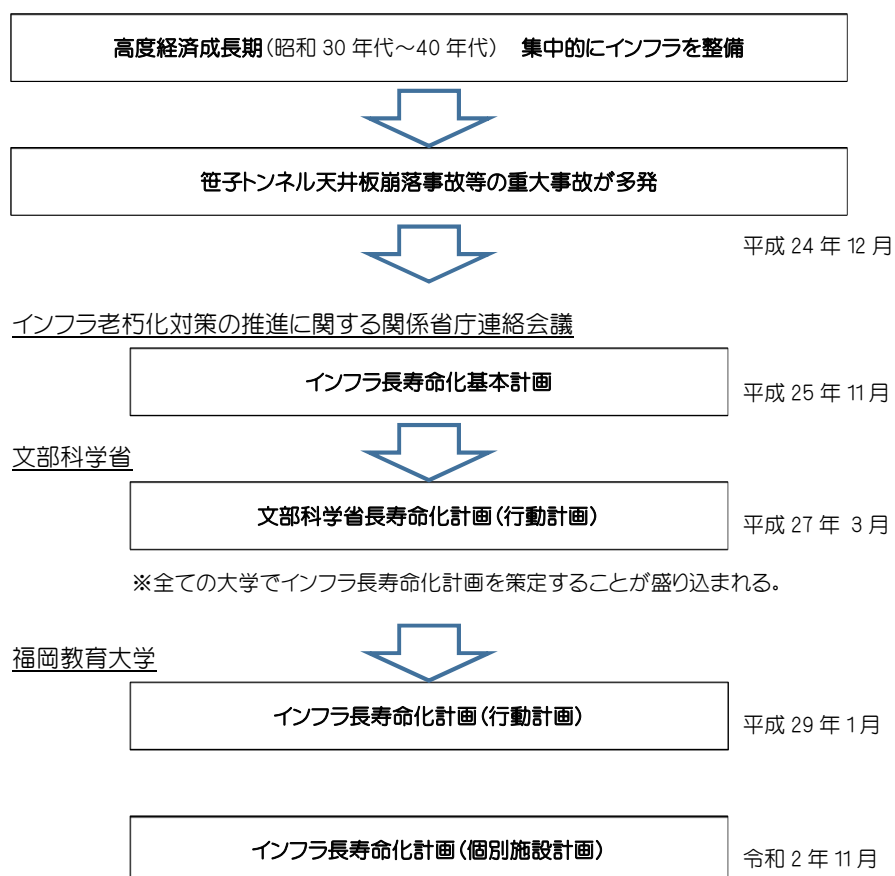 高度経済成長期(昭和 30 年代～40 年代) 集中的にインフラを整備
笹子トンネル天井板崩落事故等の重大事故が多発
平成 24 年 12 月
インフラ老朽化対策の推進に関する関係省庁連絡会議
インフラ長寿命化基本計画
平成 25 年 11 月
文部科学省
文部科学省長寿命化計画(行動計画)
平成 27 年 3 月
※全ての大学でインフラ長寿命化計画を策定することが盛り込まれる。
福岡教育大学
インフラ長寿命化計画(行動計画)
平成 29 年 1 月
インフラ長寿命化計画(個別施設計画)
令和 2 年 11 月